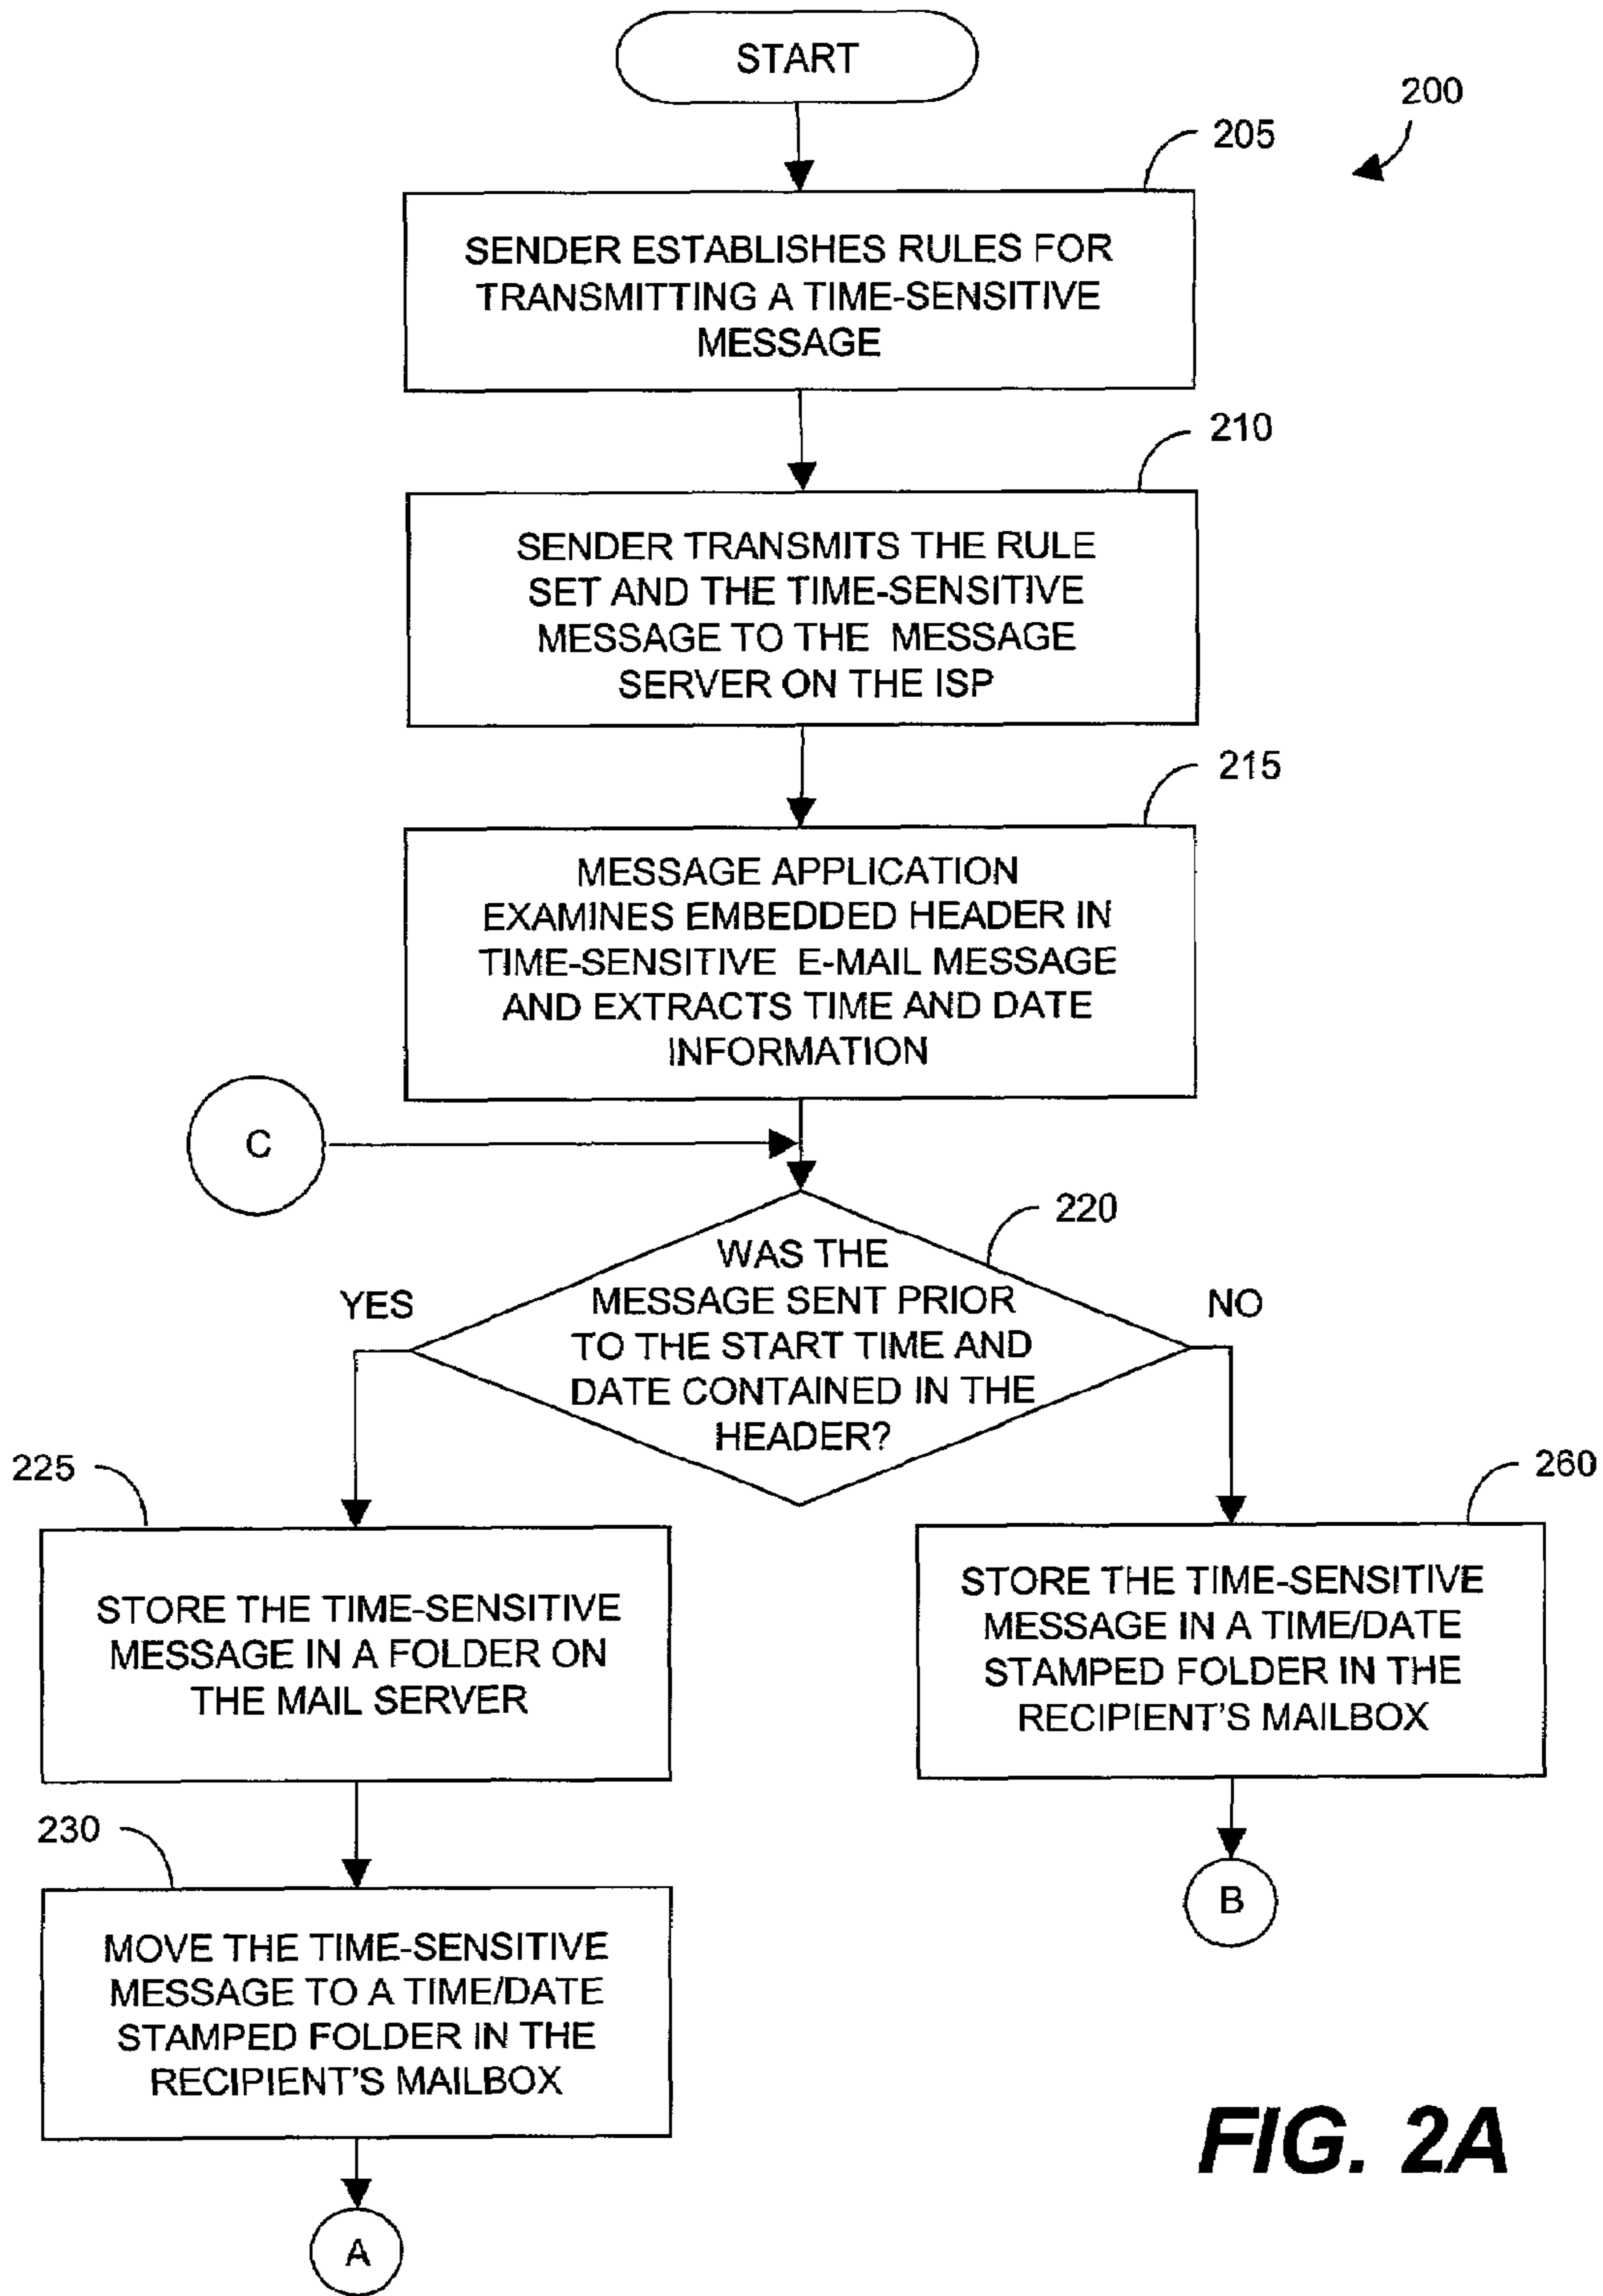 START
200
205
SENDER ESTABLISHES RULES FOR
TRANSMITTING A TIME-SENSITIVE
MESSAGE
210
SENDER TRANSMITS THE RULE
SET AND THE TIME-SENSITIVE
MESSAGE TO THE MESSAGE
SERVER ON THE ISP
215
MESSAGE APPLICATION
EXAMINES EMBEDDED HEADER IN
TIME-SENSITIVE E-MAIL MESSAGE
AND EXTRACTS TIME AND DATE
INFORMATION
C
220
WAS THE
MESSAGE SENT PRIOR
TO THE START TIME AND
DATE CONTAINED IN THE
HEADER?
YES
NO
225
STORE THE TIME-SENSITIVE
MESSAGE IN A FOLDER ON
THE MAIL SERVER
260
STORE THE TIME-SENSITIVE
MESSAGE IN A TIME/DATE
STAMPED FOLDER IN THE
RECIPIENT'S MAILBOX
230
MOVE THE TIME-SENSITIVE
MESSAGE TO A TIME/DATE
STAMPED FOLDER IN THE
RECIPIENT'S MAILBOX
B
A
FIG. 2A